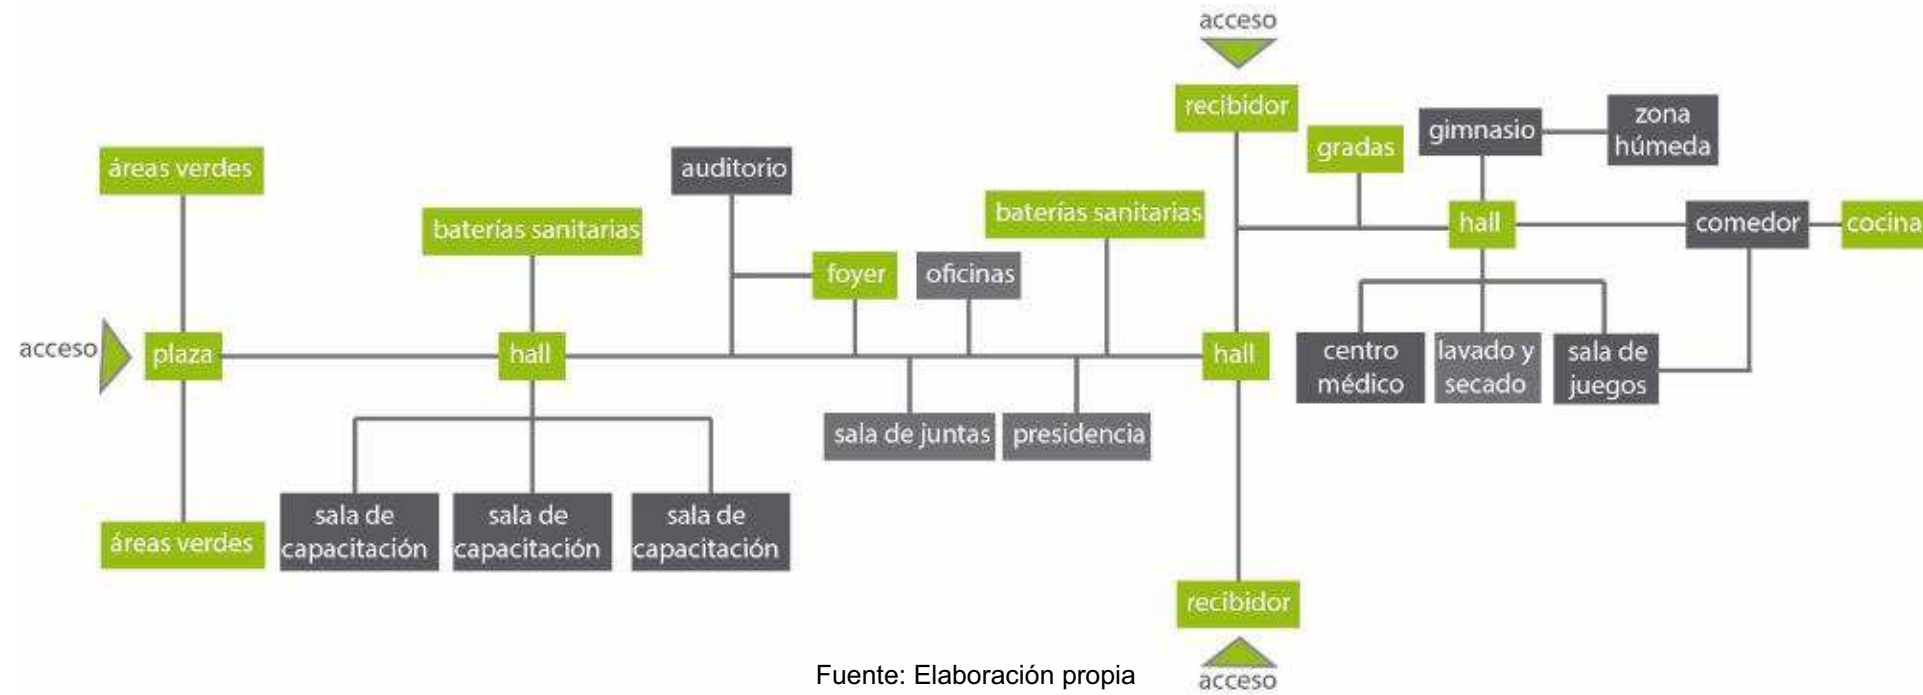 acceso
recibidor
gradas
gimnasio
zona
húmeda
áreas verdes
auditorio
baterías sanitarias
baterías sanitarias
hall
comedor
cocina
foyer
oficinas
acceso
plaza
hall
hall
centro
médico
lavado y
secado
sala de
juegos
sala de juntas
presidencia
áreas verdes
sala de
capacitación
sala de
capacitación
sala de
capacitación
recibidor
acceso
Fuente: Elaboración propia